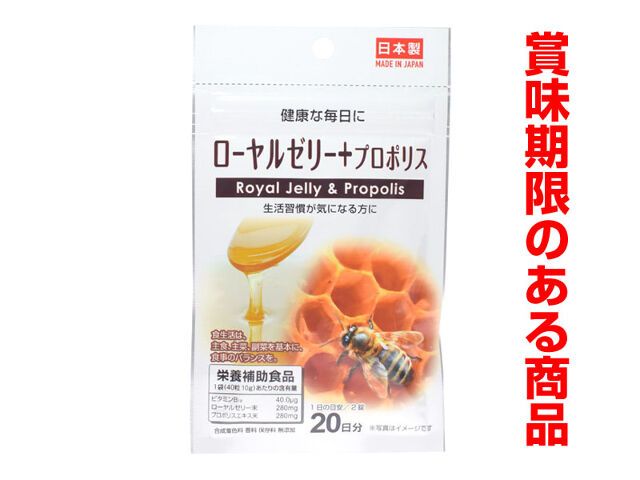 日本製
MADE IN JAPAN
健康な毎日に
ローヤルゼリー+プロポリス
Royal Jelly & Propolis
生活習慣が気になる方に
食生活は、
主食、主菜、副菜を基本に、
食事のバランスを。
栄養補助食品
1袋(40粒 10g)あたりの含有量
ビタミンB₁₂ 40.0μg
ローヤルゼリー末 280mg
プロポリスエキス末 280mg
合成着色料 香料 保存料 無添加
1日の目安/2錠
20日分
※写真はイメージです
賞味期限のある商品